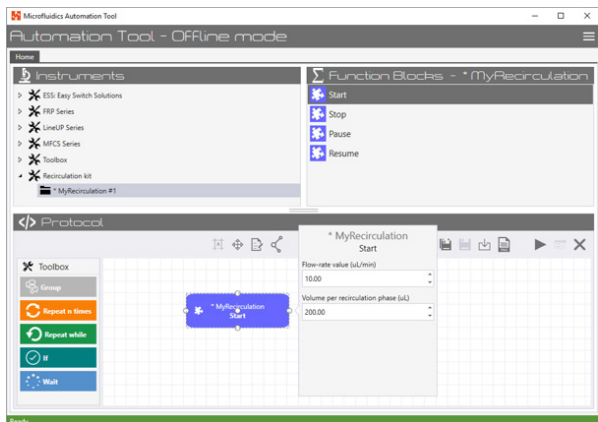 Microfluidics Automation Tool
Automation Tool - Offline mode
Home
Instruments
ESS: Easy Switch Solutions
FRP Series
LineUP Series
MFCS Series
Toolbox
Recirculation kit
* MyRecirculation #1
Function Blocks - * MyRecirculation
Start
Stop
Pause
Resume
</> Protocol
Toolbox
Group
Repeat n times
Repeat while
If
Wait
* MyRecirculation
Start
* MyRecirculation
Start
Flow-rate value (uL/min)
10.00
Volume per recirculation phase (uL)
200.00
Ready